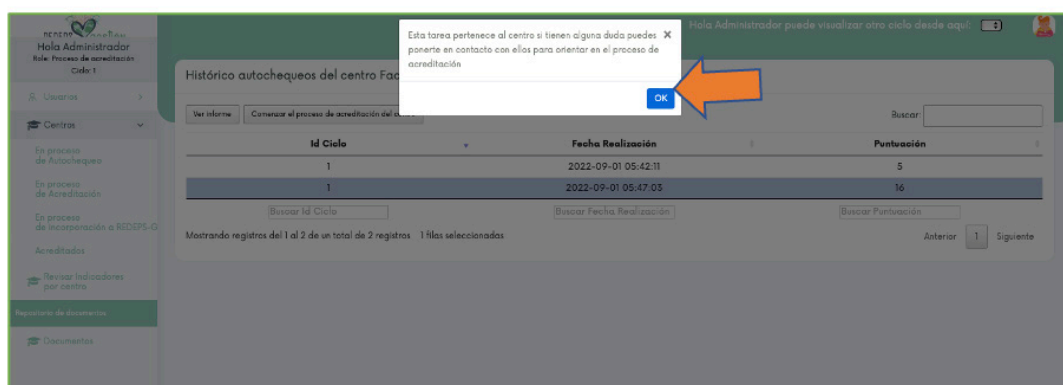 REDEPS Gestión
Hola Administrador
Role: Proceso de acreditación
Ciclo: 1
Usuarios
Centros
En proceso
de Autochequeo
En proceso
de Acreditación
En proceso
de incorporación a REDEPS-G
Acreditados
Revisar Indicadores
por centro
Repositorio de documentos
Documentos
Hola Administrador puede visualizar otro ciclo desde aquí:
Esta tarea pertenece al centro si tienen alguna duda puedes
ponerte en contacto con ellos para orientar en el proceso de
acreditación
OK
Histórico autochequeos del centro Fac
Ver informe Comenzar el proceso de acreditación del
Buscar:
Id Ciclo Fecha Realización Puntuación
1 2022-09-01 05:42:11 5
1 2022-09-01 05:47:03 16
Buscar Id Ciclo Buscar Fecha Realización Buscar Puntuación
Mostrando registros del 1 al 2 de un total de 2 registros 1 filas seleccionadas
Anterior 1 Siguiente